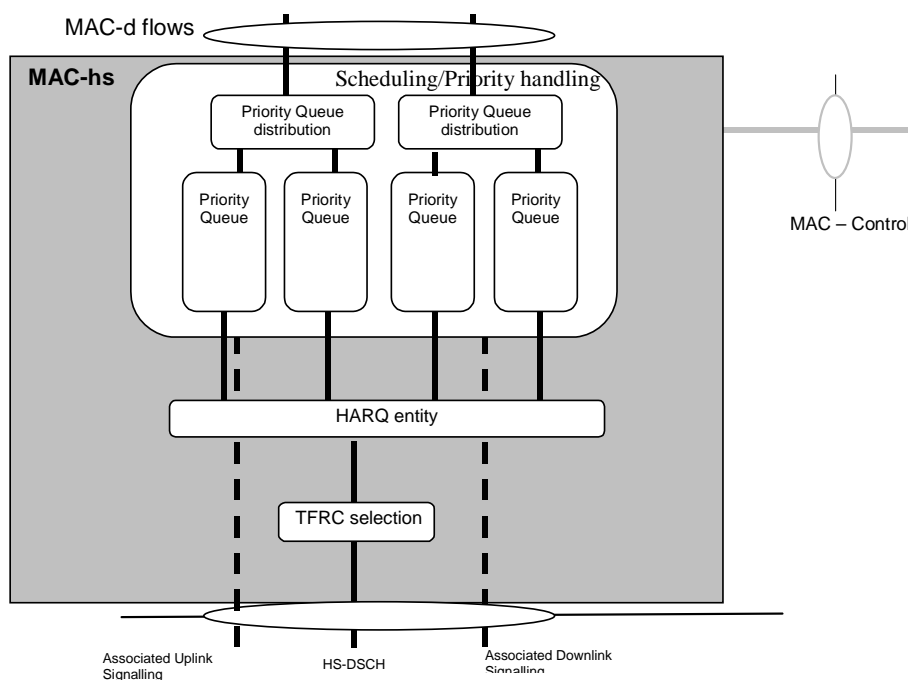 MAC-d flows
MAC-hs
Scheduling/Priority handling
Priority Queue
distribution
Priority Queue
distribution
Priority
Queue
Priority
Queue
Priority
Queue
Priority
Queue
MAC – Control
HARQ entity
TFRC selection
Associated Uplink
Signalling
HS-DSCH
Associated Downlink
Signalling